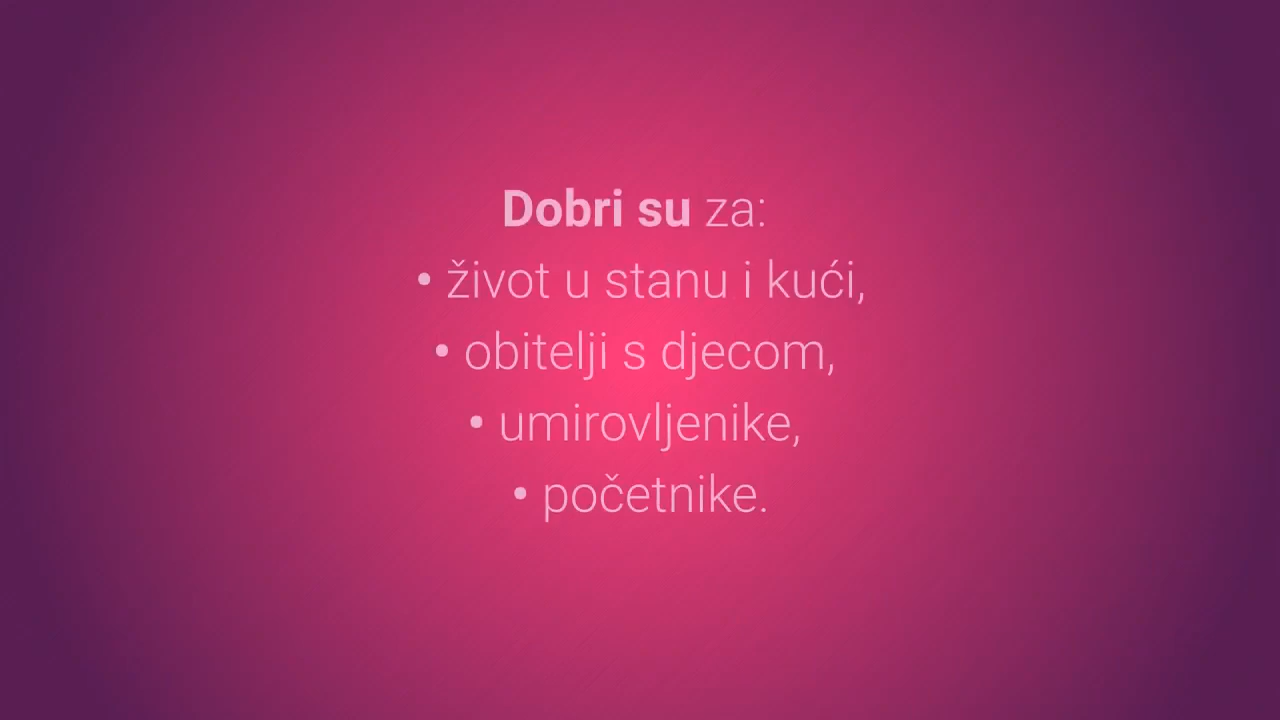 Dobri su za:
• život u stanu i kući,
• obitelji s djecom,
• umirovljenike,
• početnike.